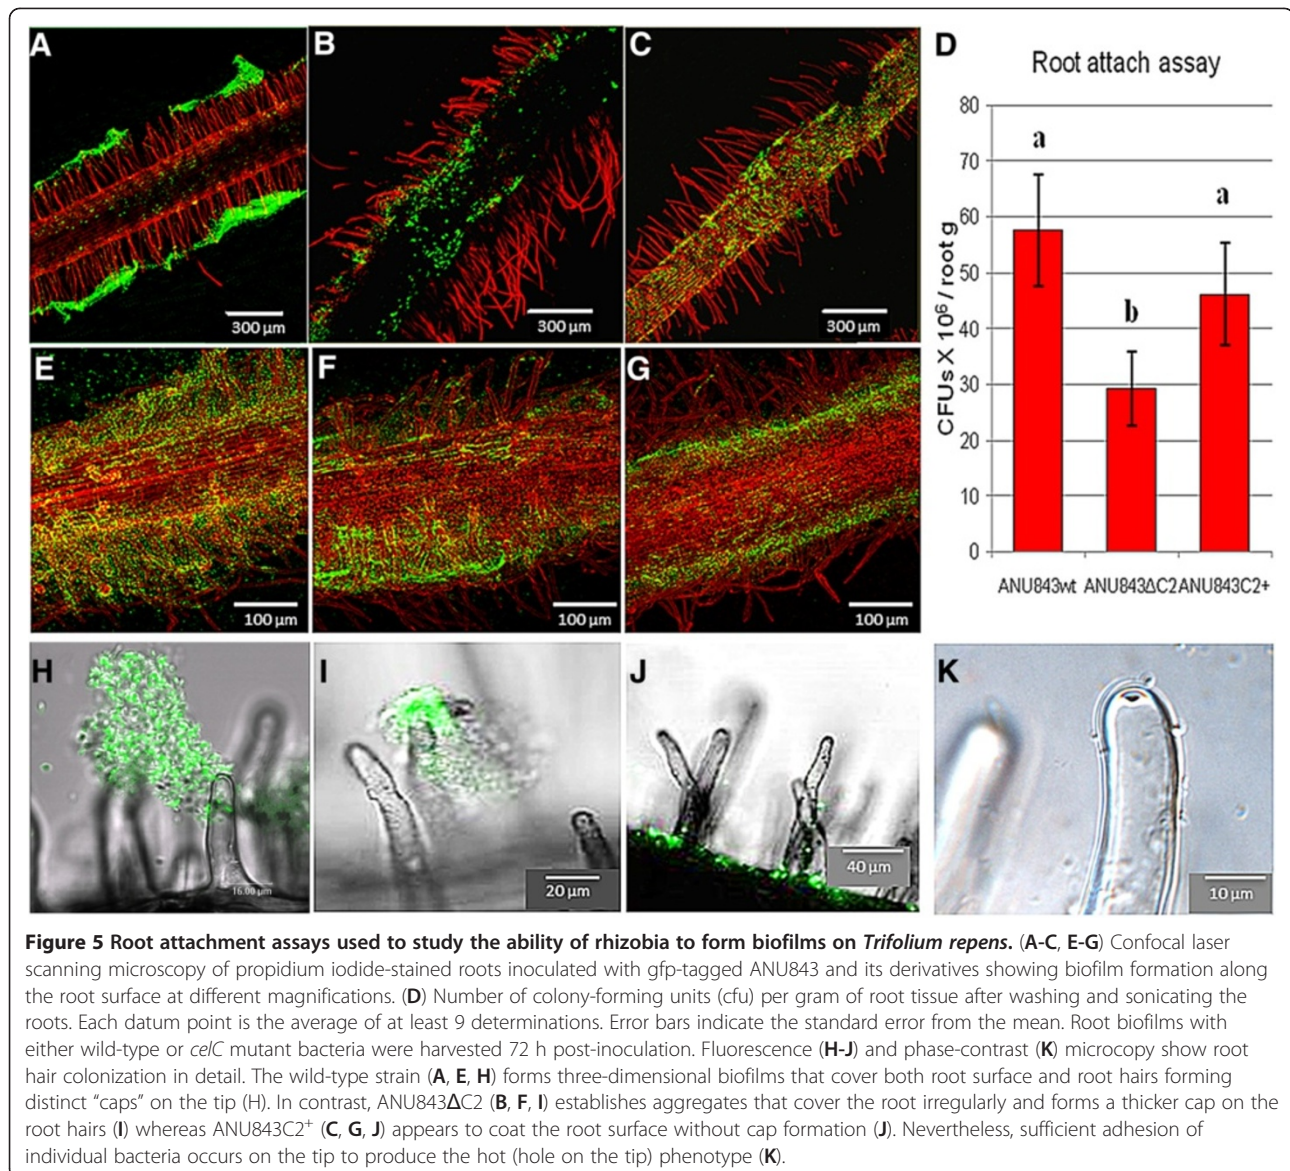 A
B
C
D
Root attach assay
80
70
60
50
40
30
20
10
0
CFUs X 10⁶ / root g
a
b
a
ANU843wt ANU843ΔC2 ANU843C2+
300 µm
300 µm
300 µm
E
F
G
100 µm
100 µm
100 µm
H
I
J
K
16.00 µm
20 µm
40 µm
10 µm
Figure 5 Root attachment assays used to study the ability of rhizobia to form biofilms on Trifolium repens. (A-C, E-G) Confocal laser
scanning microscopy of propidium iodide-stained roots inoculated with gfp-tagged ANU843 and its derivatives showing biofilm formation along
the root surface at different magnifications. (D) Number of colony-forming units (cfu) per gram of root tissue after washing and sonicating the
roots. Each datum point is the average of at least 9 determinations. Error bars indicate the standard error from the mean. Root biofilms with
either wild-type or celC mutant bacteria were harvested 72 h post-inoculation. Fluorescence (H-J) and phase-contrast (K) microcopy show root
hair colonization in detail. The wild-type strain (A, E, H) forms three-dimensional biofilms that cover both root surface and root hairs forming
distinct “caps” on the tip (H). In contrast, ANU843ΔC2 (B, F, I) establishes aggregates that cover the root irregularly and forms a thicker cap on the
root hairs (I) whereas ANU843C2⁺ (C, G, J) appears to coat the root surface without cap formation (J). Nevertheless, sufficient adhesion of
individual bacteria occurs on the tip to produce the hot (hole on the tip) phenotype (K).